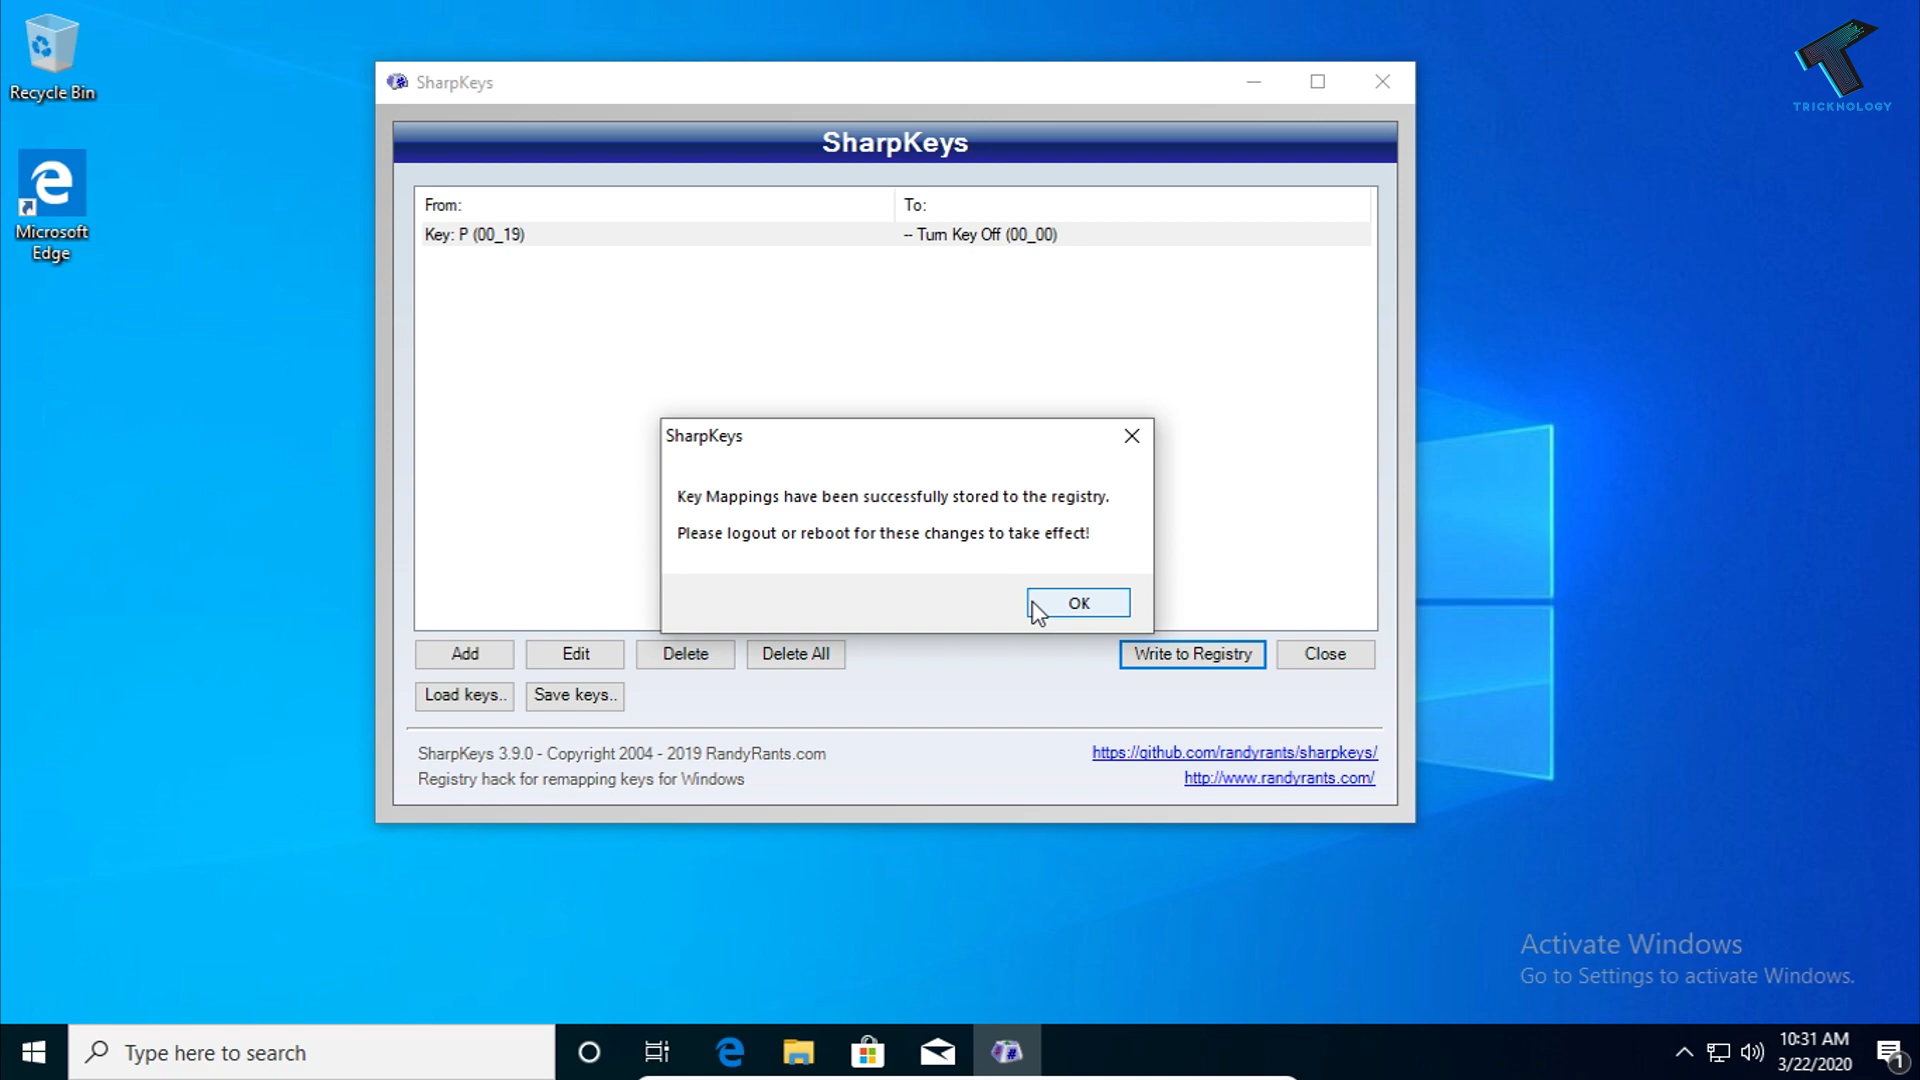 Recycle Bin
Microsoft
Edge
TRICKNOLOGY
SharpKeys
SharpKeys
From: To:
Key: P (00_19) -- Turn Key Off (00_00)
SharpKeys
Key Mappings have been successfully stored to the registry.
Please logout or reboot for these changes to take effect!
OK
Add Edit Delete Delete All Write to Registry Close
Load keys.. Save keys..
SharpKeys 3.9.0 - Copyright 2004 - 2019 RandyRants.com
Registry hack for remapping keys for Windows
https://github.com/randyrants/sharpkeys/
http://www.randyrants.com/
Activate Windows
Go to Settings to activate Windows.
Type here to search
10:31 AM
3/22/2020
1